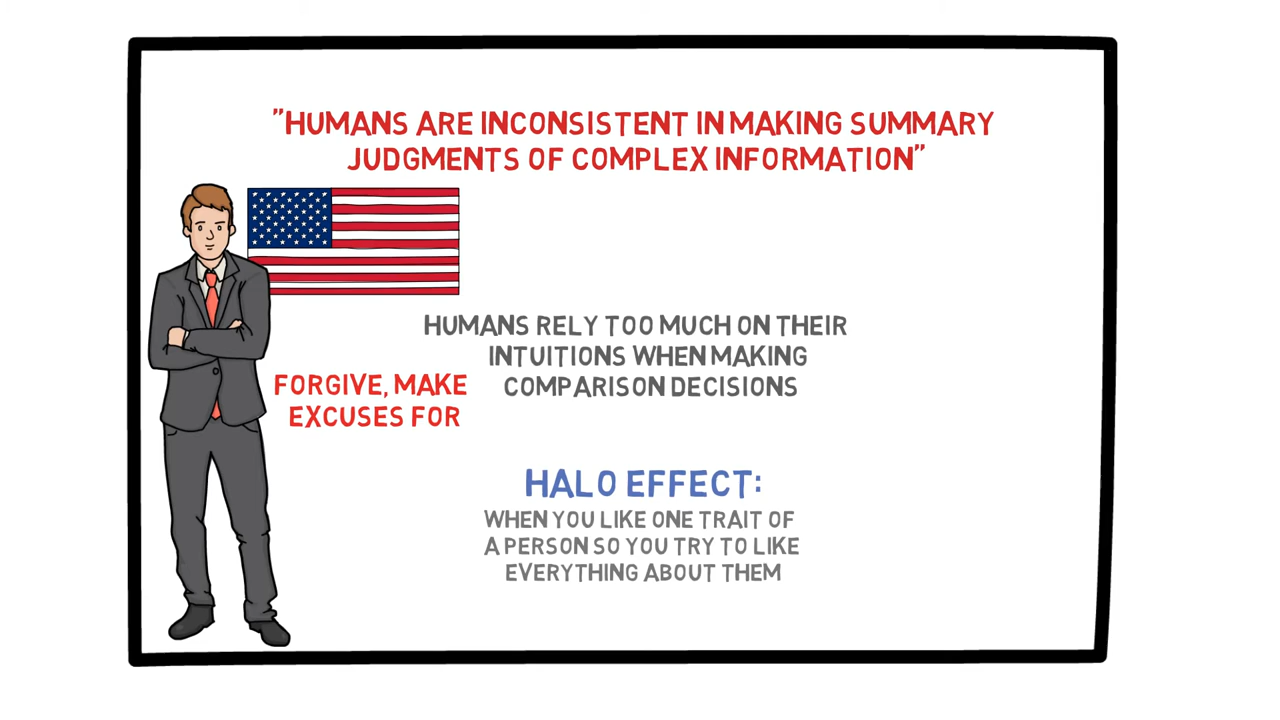 "HUMANS ARE INCONSISTENT IN MAKING SUMMARY
JUDGMENTS OF COMPLEX INFORMATION"
HUMANS RELY TOO MUCH ON THEIR
INTUITIONS WHEN MAKING
COMPARISON DECISIONS
FORGIVE, MAKE
EXCUSES FOR
HALO EFFECT:
WHEN YOU LIKE ONE TRAIT OF
A PERSON SO YOU TRY TO LIKE
EVERYTHING ABOUT THEM